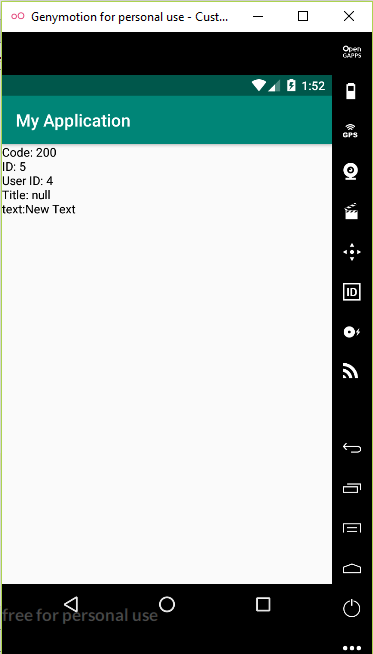 Genymotion for personal use - Cust...
Open
GAPPS
1:52
GPS
My Application
Code: 200
ID: 5
User ID: 4
Title: null
text:New Text
ID
free for personal use